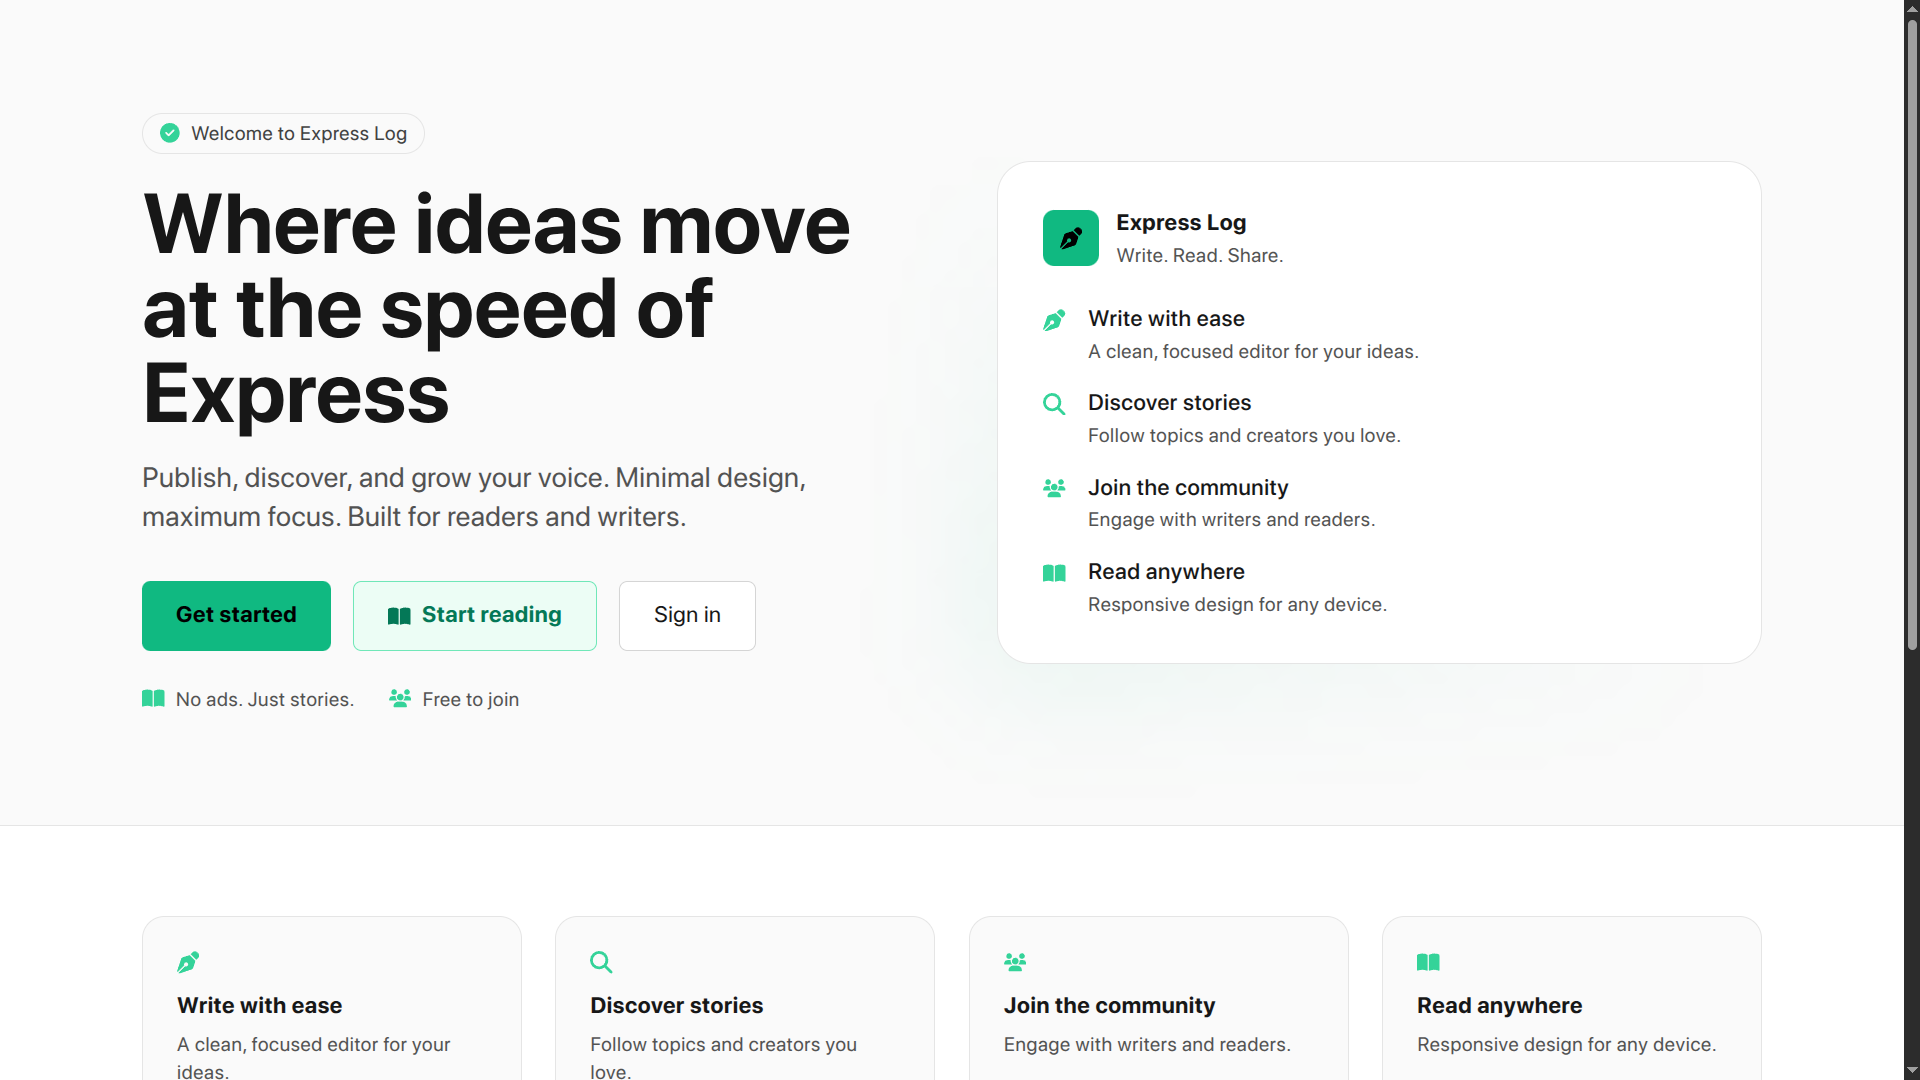 Welcome to Express Log
Where ideas move
at the speed of
Express
Publish, discover, and grow your voice. Minimal design,
maximum focus. Built for readers and writers.
Get started
Start reading
Sign in
No ads. Just stories.
Free to join
Express Log
Write. Read. Share.
Write with ease
A clean, focused editor for your ideas.
Discover stories
Follow topics and creators you love.
Join the community
Engage with writers and readers.
Read anywhere
Responsive design for any device.
Write with ease
A clean, focused editor for your
ideas.
Discover stories
Follow topics and creators you
love.
Join the community
Engage with writers and readers.
Read anywhere
Responsive design for any device.